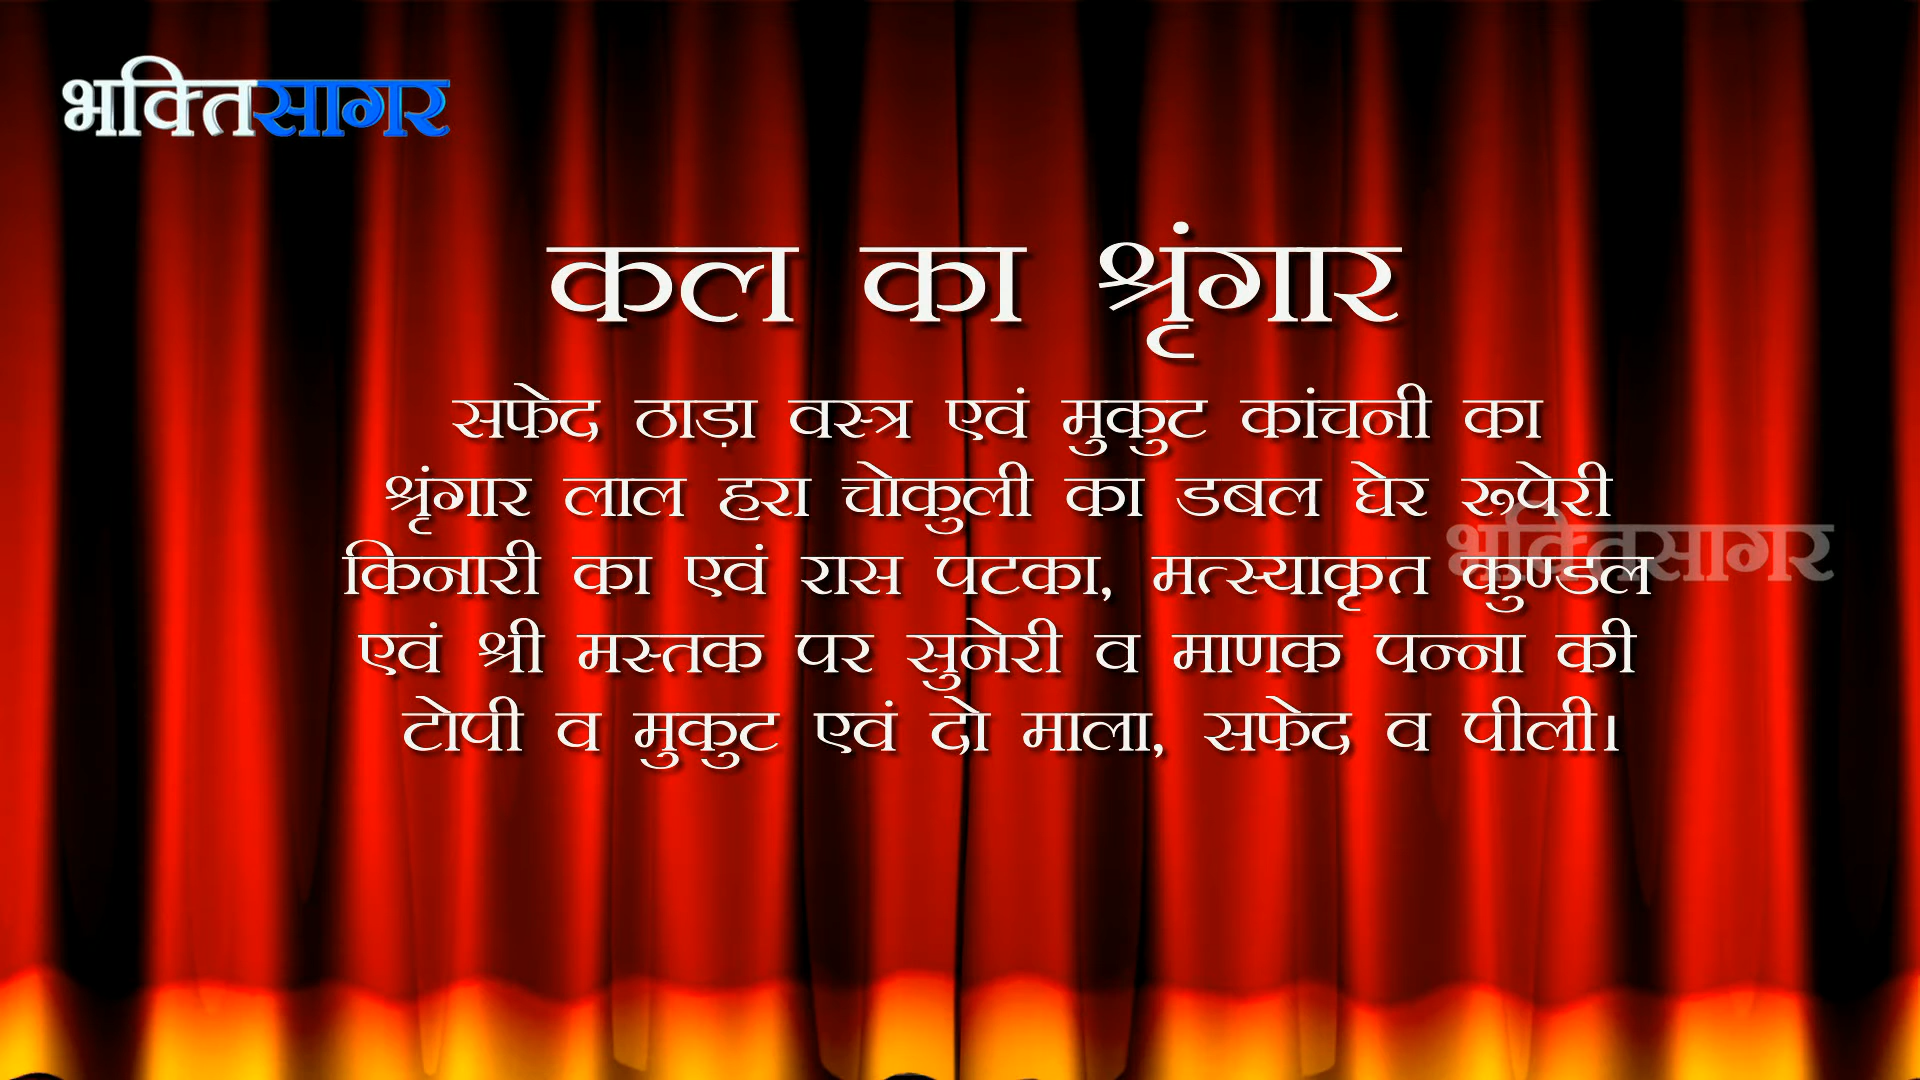 भक्तिसागर
कल का श्रृंगार
सफेद ठाड़ा वस्त्र एवं मुकुट कांचनी का
श्रृंगार लाल हरा चोकुली का डबल घेर रूपेरी
भक्तिसागर
किनारी का एवं रास पटका, मत्स्याकृत कुण्डल
एवं श्री मस्तक पर सुनेरी व माणक पन्ना की
टोपी व मुकुट एवं दो माला, सफेद व पीली।